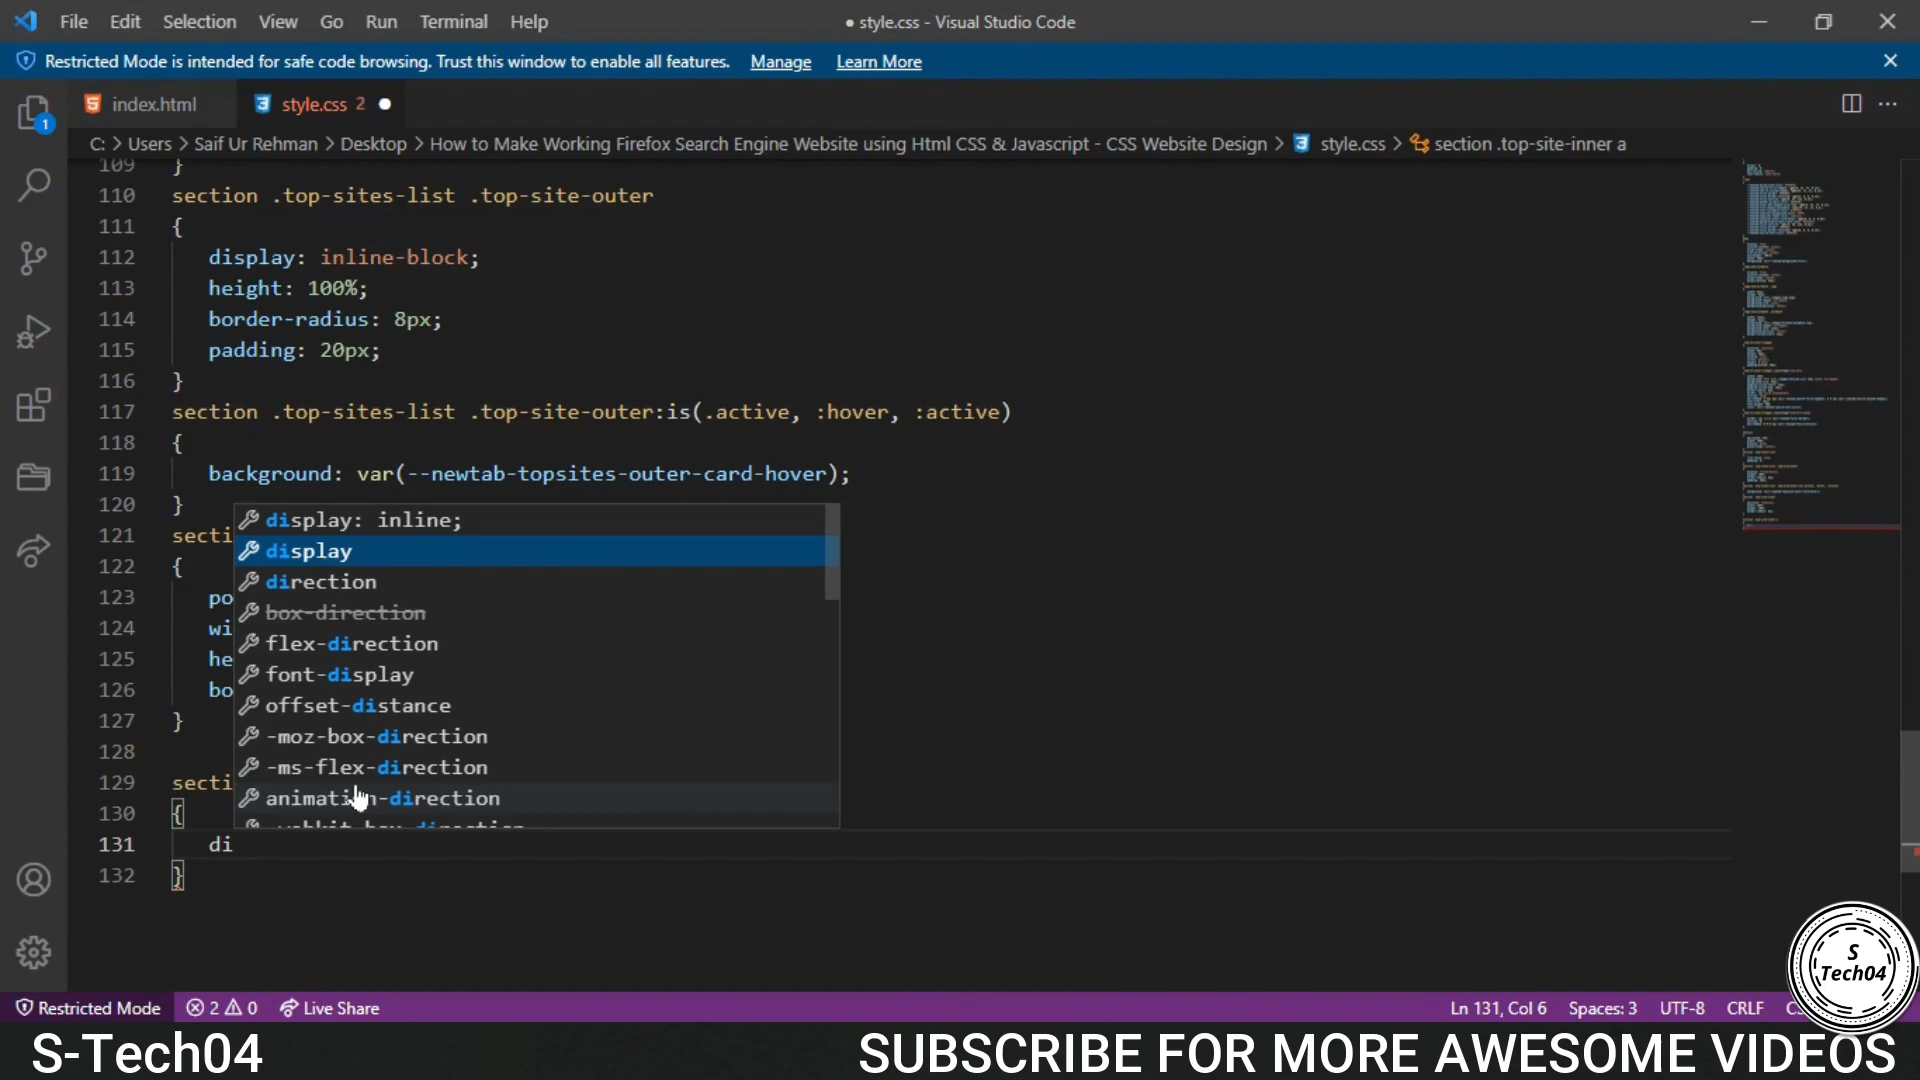 File Edit Selection View Go Run Terminal Help
● style.css - Visual Studio Code
Restricted Mode is intended for safe code browsing. Trust this window to enable all features. Manage Learn More
index.html
style.css 2 ●
C: > Users > Saif Ur Rehman > Desktop > How to Make Working Firefox Search Engine Website using Html CSS & Javascript - CSS Website Design > style.css > section .top-site-inner a
1
109 }
110 section .top-sites-list .top-site-outer
111 {
112 display: inline-block;
113 height: 100%;
114 border-radius: 8px;
115 padding: 20px;
116 }
117 section .top-sites-list .top-site-outer:is(.active, :hover, :active)
118 {
119 background: var(--newtab-topsites-outer-card-hover);
120 }
121 secti
122 {
123 po
124 wi
125 he
126 bo
127 }
128
129 secti
130 {
131 di
132 }
display: inline;
display
direction
box-direction
flex-direction
font-display
offset-distance
-moz-box-direction
-ms-flex-direction
animation-direction
Restricted Mode 2 0 Live Share
Ln 131, Col 6 Spaces: 3 UTF-8 CRLF
S
Tech04
S-Tech04
SUBSCRIBE FOR MORE AWESOME VIDEOS